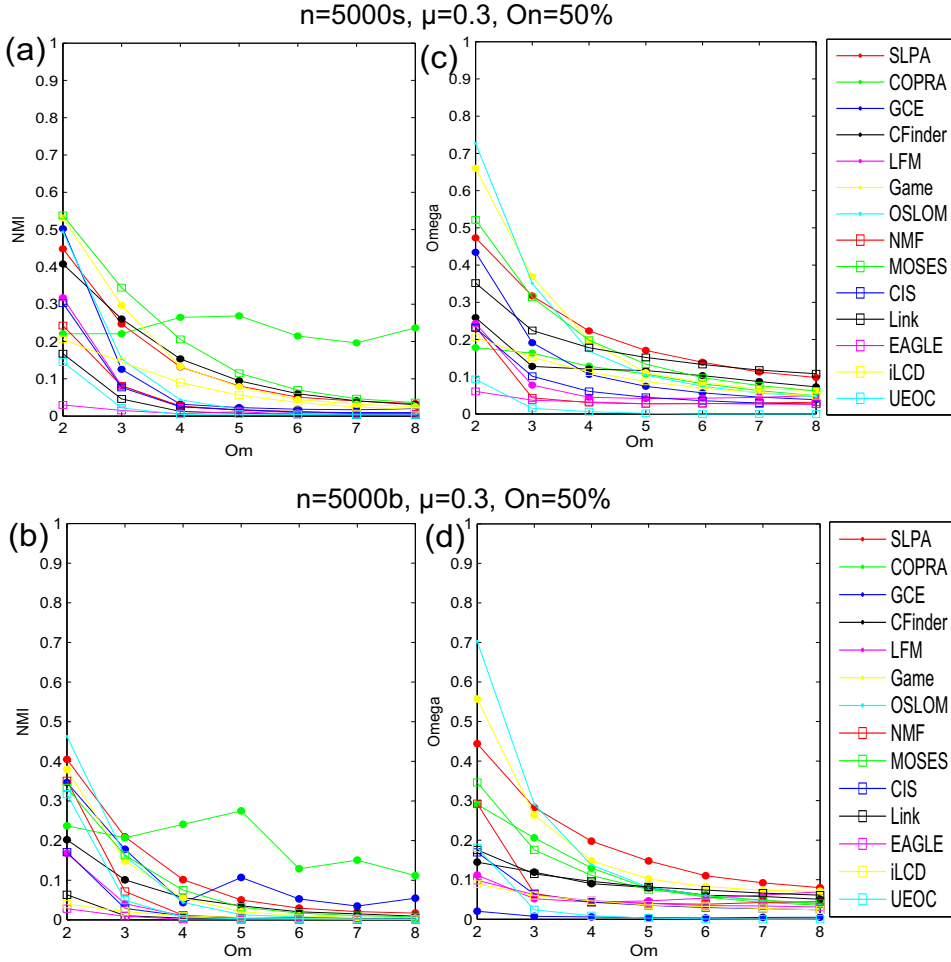 n=5000s, μ=0.3, On=50%
(a)
1
0.9
0.8
0.7
0.6
0.5
0.4
0.3
0.2
0.1
0
NMI
2 3 4 5 6 7 8
Om
(c)
1
0.9
0.8
0.7
0.6
0.5
0.4
0.3
0.2
0.1
0
Omega
2 3 4 5 6 7 8
Om
SLPA
COPRA
GCE
CFinder
LFM
Game
OSLOM
NMF
MOSES
CIS
Link
EAGLE
iLCD
UEOC
n=5000b, μ=0.3, On=50%
(b)
1
0.9
0.8
0.7
0.6
0.5
0.4
0.3
0.2
0.1
0
NMI
2 3 4 5 6 7 8
Om
(d)
1
0.9
0.8
0.7
0.6
0.5
0.4
0.3
0.2
0.1
0
Omega
2 3 4 5 6 7 8
Om
SLPA
COPRA
GCE
CFinder
LFM
Game
OSLOM
NMF
MOSES
CIS
Link
EAGLE
iLCD
UEOC